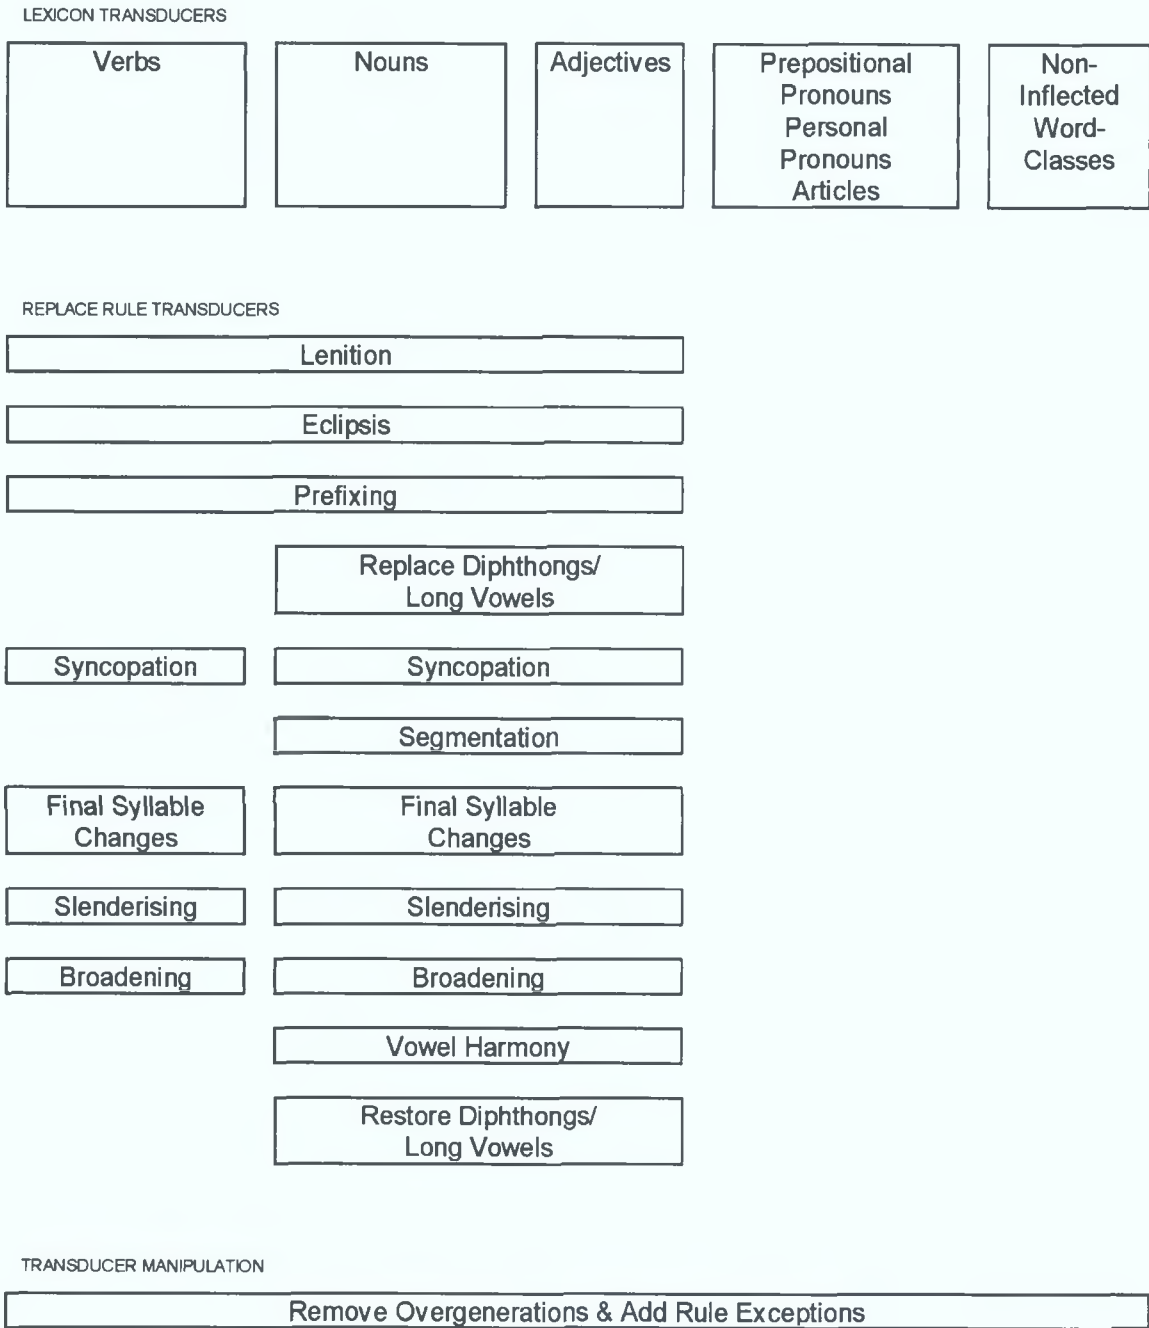 LEXICON TRANSDUCERS
Verbs
Nouns
Adjectives
Prepositional
Pronouns
Personal
Pronouns
Articles
Non-
Inflected
Word-
Classes
REPLACE RULE TRANSDUCERS
Lenition
Eclipsis
Prefixing
Replace Diphthongs/
Long Vowels
Syncopation
Syncopation
Segmentation
Final Syllable
Changes
Final Syllable
Changes
Slenderising
Slenderising
Broadening
Broadening
Vowel Harmony
Restore Diphthongs/
Long Vowels
TRANSDUCER MANIPULATION
Remove Overgenerations & Add Rule Exceptions